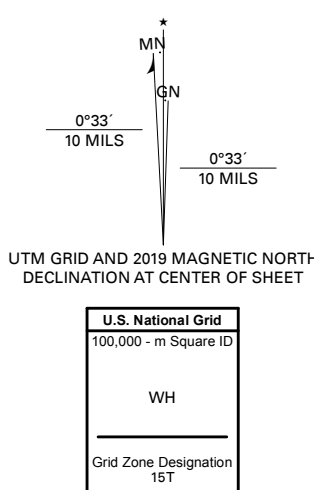 ★
MN
GN
0°33´
10 MILS
0°33´
10 MILS
UTM GRID AND 2019 MAGNETIC NORTH
DECLINATION AT CENTER OF SHEET
U.S. National Grid
100,000 - m Square ID
WH
Grid Zone Designation
15T